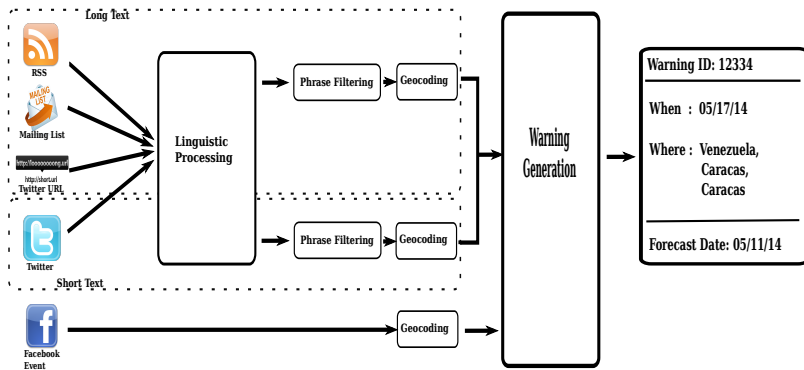 Long Text
RSS
MAILING LIST
Mailing List
http://short.url
Twitter URL
Twitter
Short Text
Facebook
Event
Linguistic
Processing
Phrase Filtering
Geocoding
Phrase Filtering
Geocoding
Geocoding
Warning
Generation
Warning ID: 12334
When : 05/17/14
Where : Venezuela,
Caracas,
Caracas
Forecast Date: 05/11/14